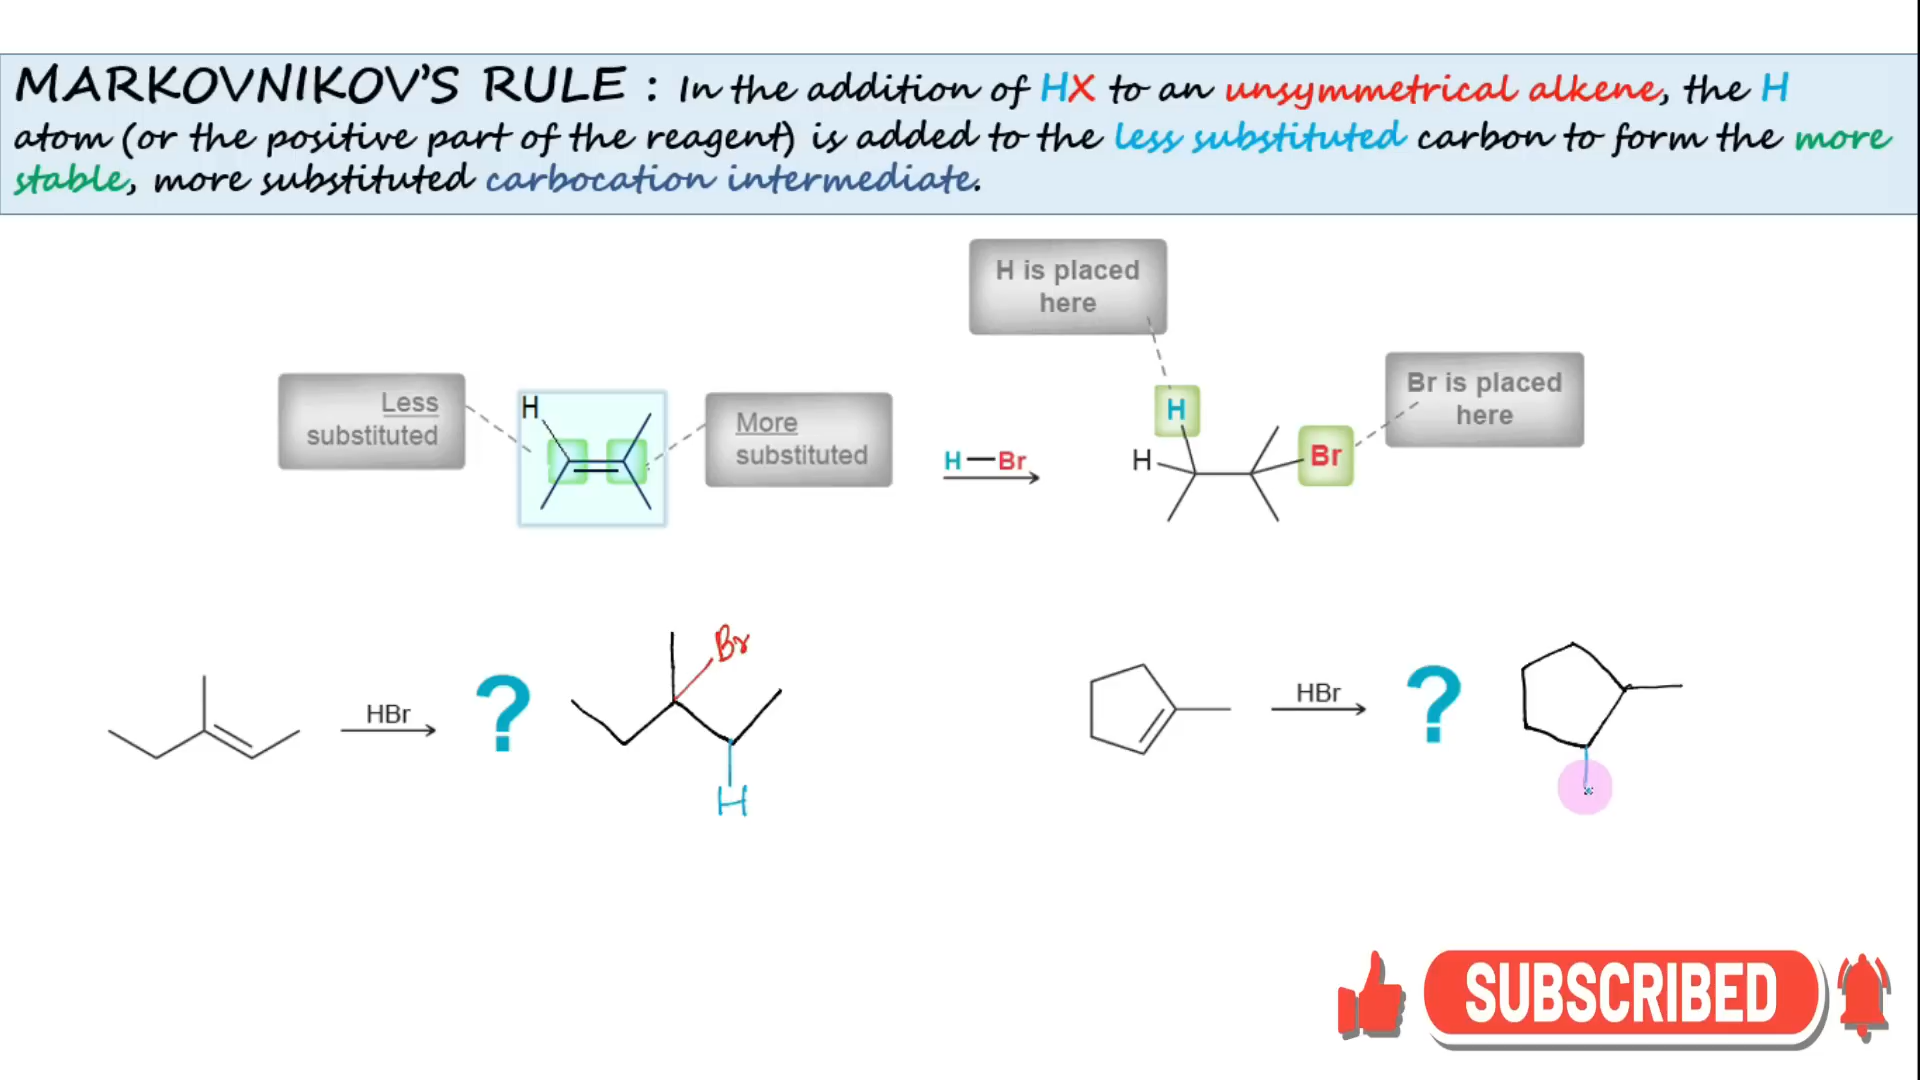 MARKOVNIKOV'S RULE : In the addition of HX to an unsymmetrical alkene, the H
atom (or the positive part of the reagent) is added to the less substituted carbon to form the more
stable, more substituted carbocation intermediate.
H is placed
here
Less
substituted
H
More
substituted
H—Br
H
H
Br
Br is placed
here
HBr
?
Br
H
HBr
?
SUBSCRIBED